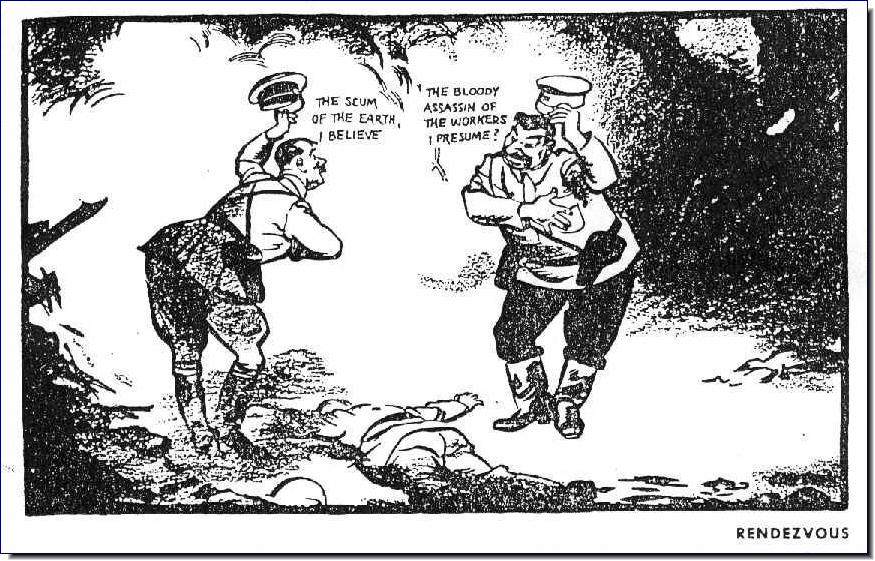 THE SCUM
OF THE EARTH,
I BELIEVE
THE BLOODY
ASSASSIN OF
THE WORKERS
I PRESUME?
RENDEZVOUS